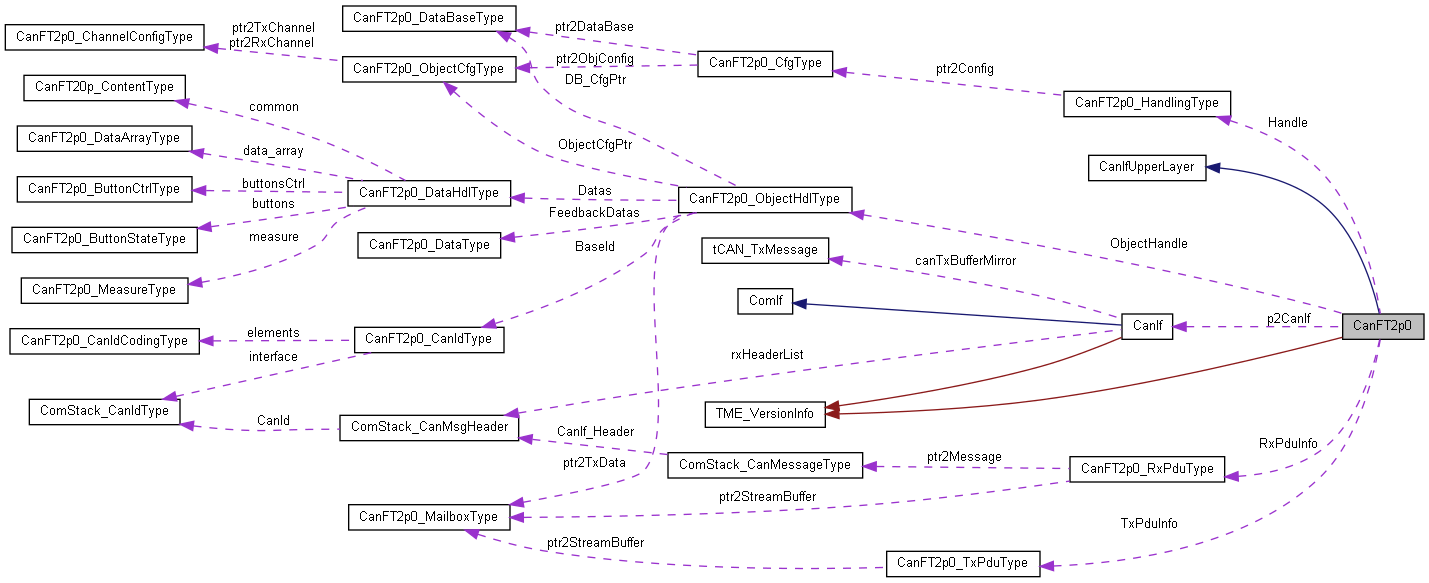 CanFT2p0_DataBaseType
ptr2TxChannel
ptr2RxChannel
ptr2DataBase
CanFT2p0_ChannelConfigType
ptr2ObjConfig
CanFT2p0_CfgType
CanFT2p0_ObjectCfgType
ptr2Config
DB_CfgPtr
CanFT20p_ContentType
common
CanFT2p0_HandlingType
Handle
CanFT2p0_DataArrayType
data_array
ObjectCfgPtr
CanIfUpperLayer
CanFT2p0_ButtonCtrlType
buttonsCtrl
CanFT2p0_DataHdlType
Datas
CanFT2p0_ObjectHdlType
buttons
FeedbackDatas
CanFT2p0_ButtonStateType
measure
CanFT2p0_DataType
BaseId
tCAN_TxMessage
ObjectHandle
canTxBufferMirror
CanFT2p0_MeasureType
ComIf
CanFT2p0_CanIdCodingType
elements
CanFT2p0_CanIdType
CanIf
p2CanIf
CanFT2p0
interface
rxHeaderList
ComStack_CanIdType
CanId
ComStack_CanMsgHeader
TME_VersionInfo
CanIf_Header
RxPduInfo
ptr2TxData
ComStack_CanMessageType
ptr2Message
CanFT2p0_RxPduType
ptr2StreamBuffer
CanFT2p0_MailboxType
TxPduInfo
ptr2StreamBuffer
CanFT2p0_TxPduType